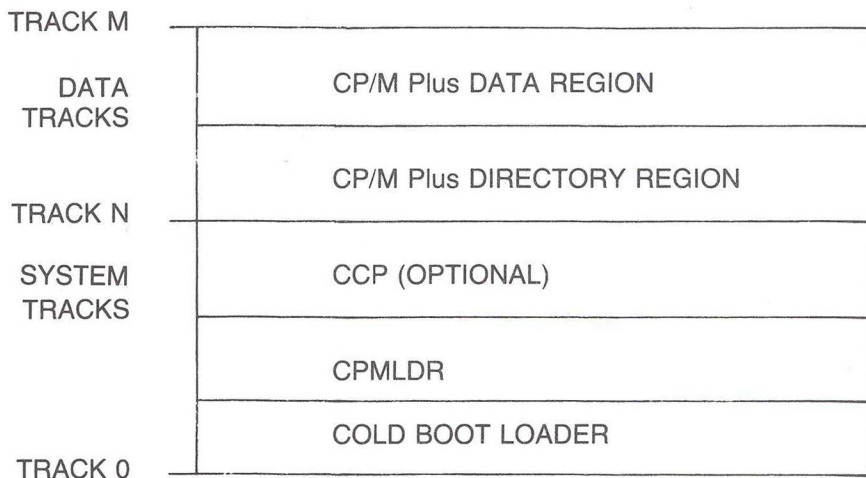 TRACK M
DATA
TRACKS
CP/M Plus DATA REGION
CP/M Plus DIRECTORY REGION
TRACK N
SYSTEM
TRACKS
CCP (OPTIONAL)
CPMLDR
COLD BOOT LOADER
TRACK 0